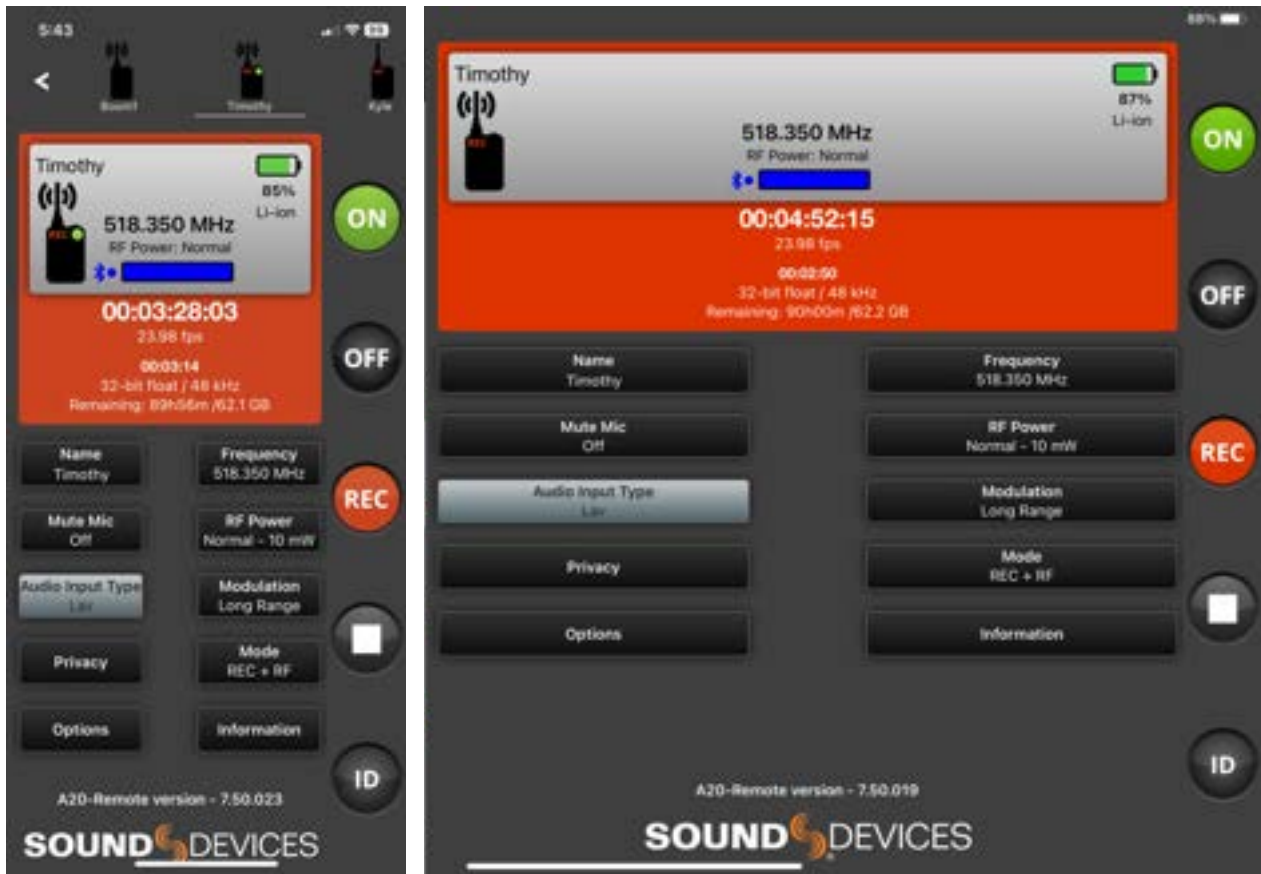 5:43
99
<
Boom1
Timothy
Kyle
Timothy
85%
Li-ion
REC
518.350 MHz
RF Power: Normal
00:03:28:03
23.98 fps
00:03:14
32-bit float / 48 kHz
Remaining: 89h56m /62.1 GB
ON
OFF
REC
ID
Name
Timothy
Frequency
518.350 MHz
Mute Mic
Off
RF Power
Normal - 10 mW
Audio Input Type
Lav
Modulation
Long Range
Privacy
Mode
REC + RF
Options
Information
A20-Remote version - 7.50.023
SOUND DEVICES
88%
Timothy
87%
Li-ion
REC
518.350 MHz
RF Power: Normal
00:04:52:15
23.98 fps
00:02:50
32-bit float / 48 kHz
Remaining: 90h00m /62.2 GB
ON
OFF
REC
ID
Name
Timothy
Frequency
518.350 MHz
Mute Mic
Off
RF Power
Normal - 10 mW
Audio Input Type
Lav
Modulation
Long Range
Privacy
Mode
REC + RF
Options
Information
A20-Remote version - 7.50.019
SOUND DEVICES